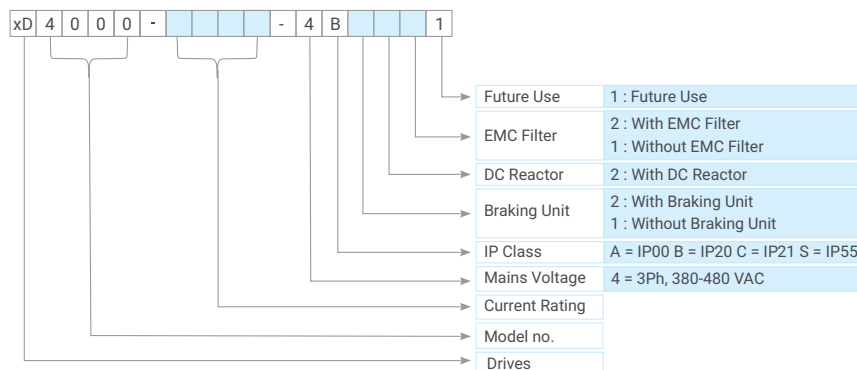 xD 4 0 0 0 - - 4 B 1
Future Use 1 : Future Use
EMC Filter 2 : With EMC Filter
1 : Without EMC Filter
DC Reactor 2 : With DC Reactor
Braking Unit 2 : With Braking Unit
1 : Without Braking Unit
IP Class A = IP00 B = IP20 C = IP21 S = IP55
Mains Voltage 4 = 3Ph, 380-480 VAC
Current Rating
Model no.
Drives